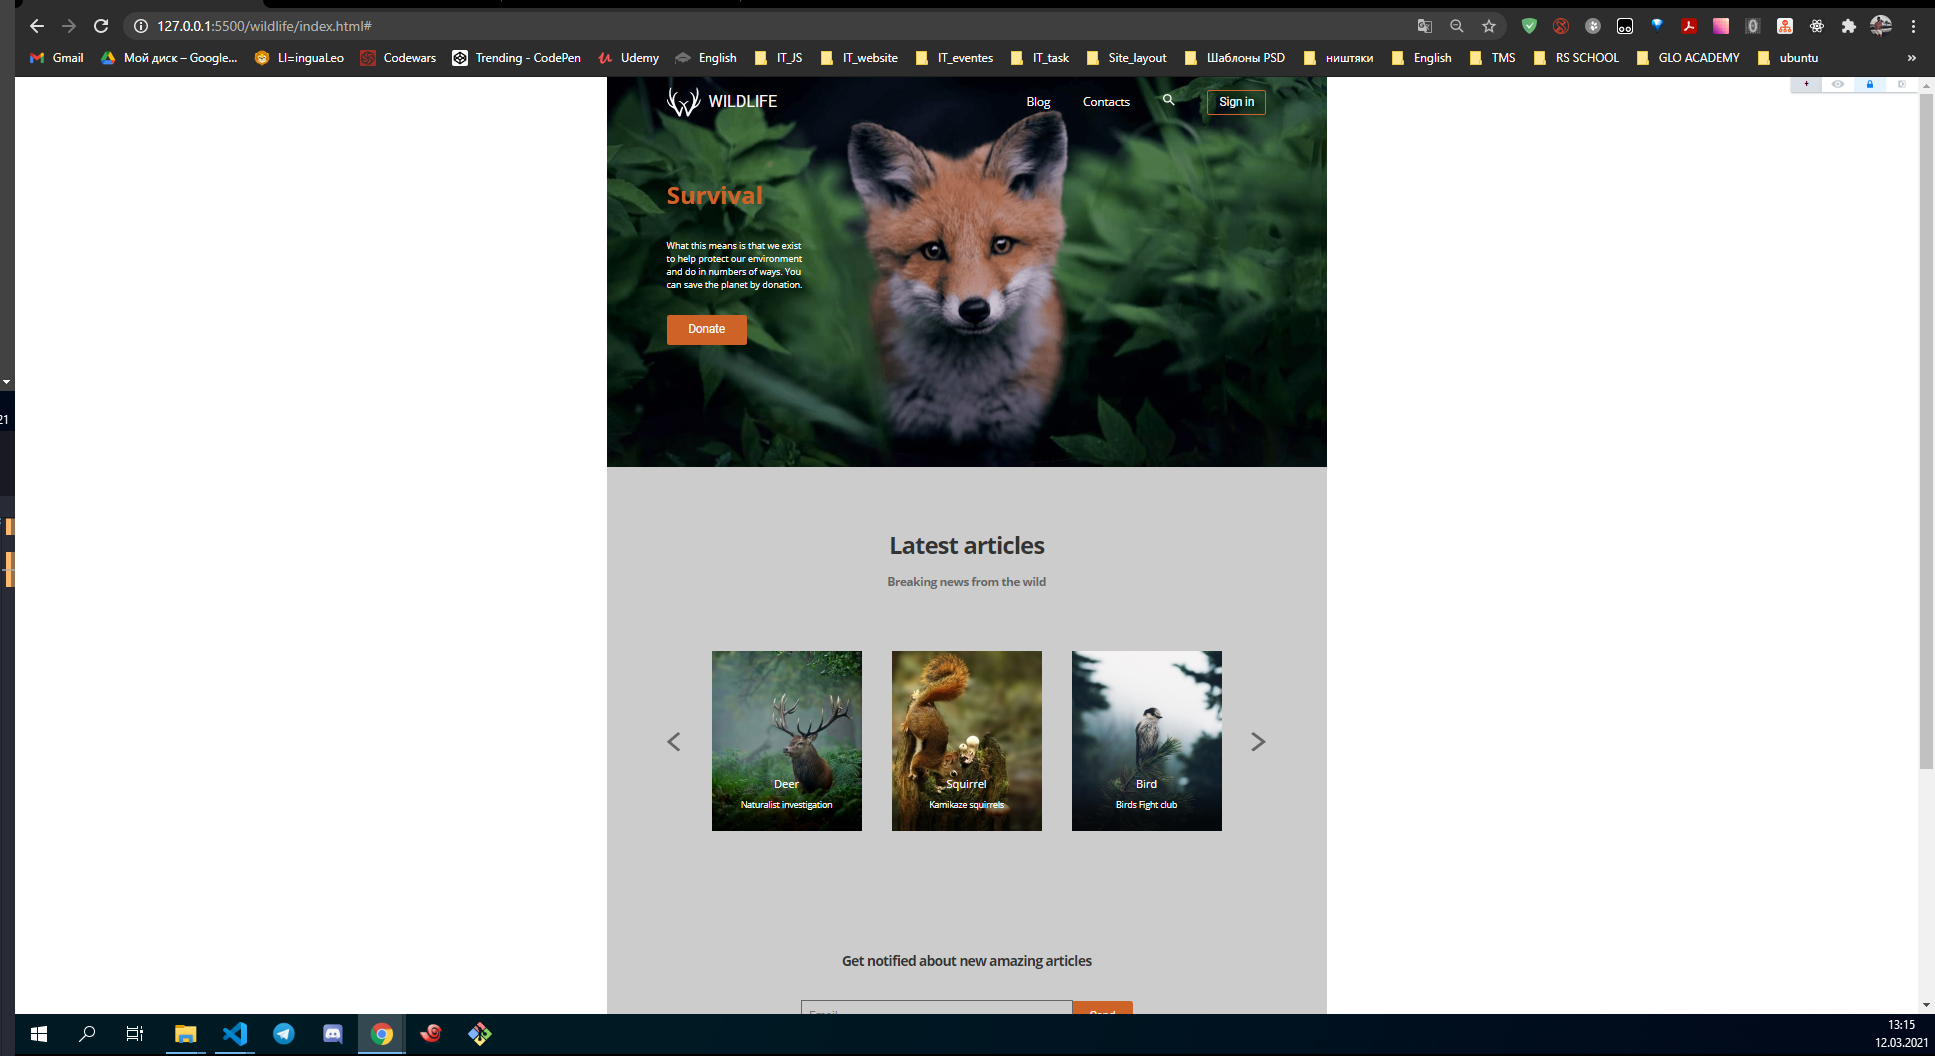 127.0.0.1:5500/wildlife/index.html#
Gmail
Мой диск – Google...
LI=inguaLeo
Codewars
Trending - CodePen
Udemy
English
IT_JS
IT_website
IT_eventes
IT_task
Site_layout
Шаблоны PSD
ништяки
English
TMS
RS SCHOOL
GLO ACADEMY
ubuntu
»
WILDLIFE
Blog
Contacts
Sign in
Survival
What this means is that we exist
to help protect our environment
and do in numbers of ways. You
can save the planet by donation.
Donate
21
Latest articles
Breaking news from the wild
Deer
Naturalist investigation
Squirrel
Kamikaze squirrels
Bird
Birds Fight club
Get notified about new amazing articles
Email
Send
13:15
12.03.2021